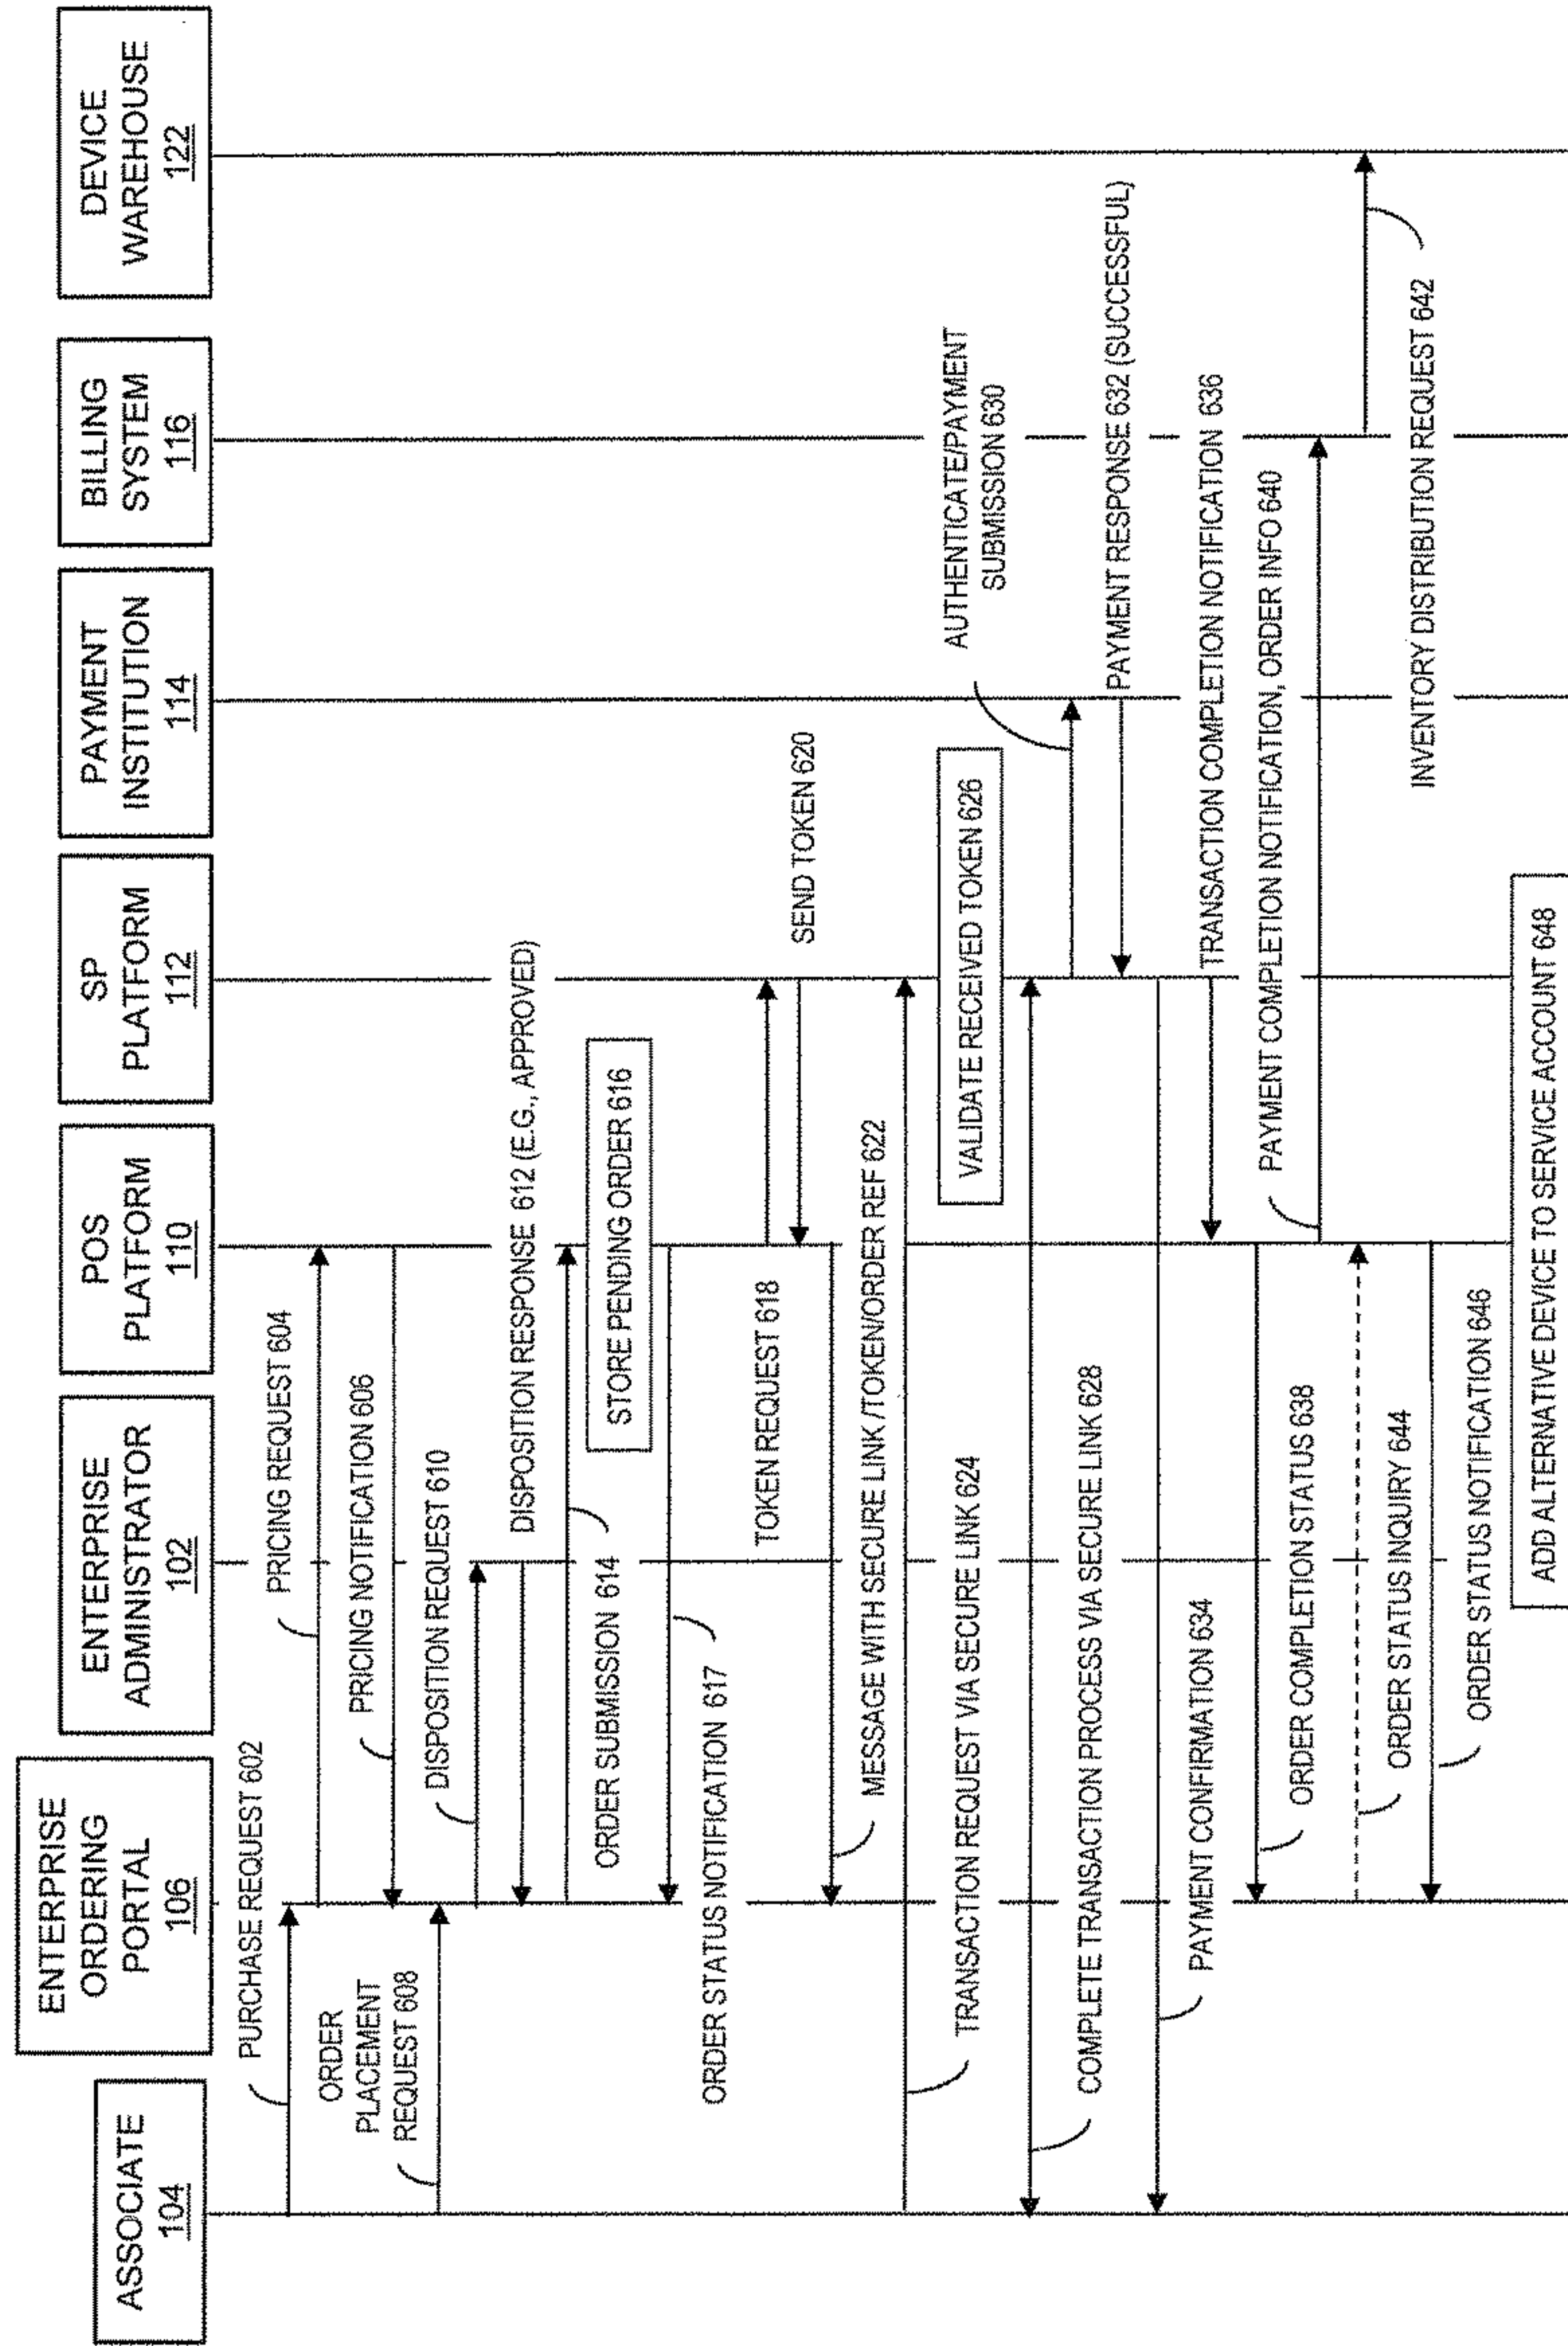 ASSOCIATE
104
ENTERPRISE
ORDERING
PORTAL
106
ENTERPRISE
ADMINISTRATOR
102
POS
PLATFORM
110
SP
PLATFORM
112
PAYMENT
INSTITUTION
114
BILLING
SYSTEM
116
DEVICE
WAREHOUSE
122
PURCHASE REQUEST 602
PRICING REQUEST 604
PRICING NOTIFICATION 606
ORDER
PLACEMENT
REQUEST 608
DISPOSITION REQUEST 610
DISPOSITION RESPONSE 612 (E.G., APPROVED)
ORDER SUBMISSION 614
STORE PENDING ORDER 616
ORDER STATUS NOTIFICATION 617
TOKEN REQUEST 618
SEND TOKEN 620
MESSAGE WITH SECURE LINK /TOKEN/ORDER REF 622
TRANSACTION REQUEST VIA SECURE LINK 624
VALIDATE RECEIVED TOKEN 626
COMPLETE TRANSACTION PROCESS VIA SECURE LINK 628
AUTHENTICATE/PAYMENT
SUBMISSION 630
PAYMENT RESPONSE 632 (SUCCESSFUL)
PAYMENT CONFIRMATION 634
TRANSACTION COMPLETION NOTIFICATION 636
ORDER COMPLETION STATUS 638
PAYMENT COMPLETION NOTIFICATION, ORDER INFO 640
INVENTORY DISTRIBUTION REQUEST 642
ORDER STATUS INQUIRY 644
ORDER STATUS NOTIFICATION 646
ADD ALTERNATIVE DEVICE TO SERVICE ACCOUNT 648